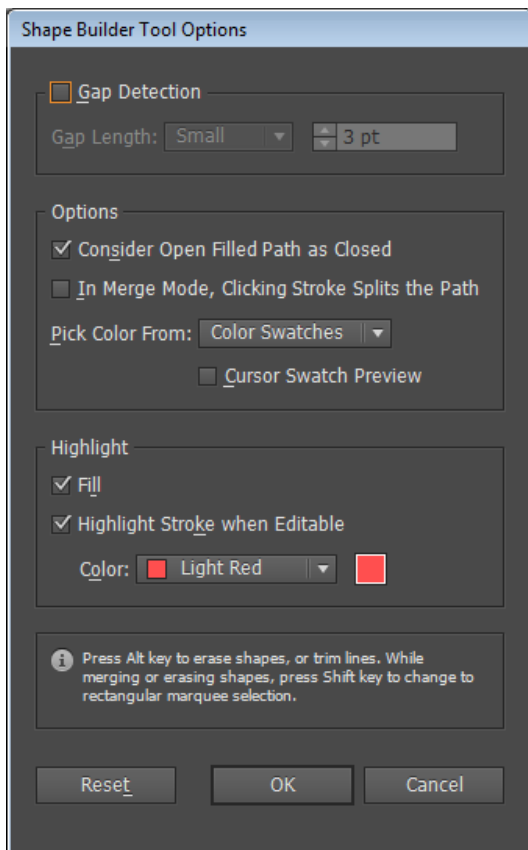 Shape Builder Tool Options
Gap Detection
Gap Length: Small 3 pt
Options
Consider Open Filled Path as Closed
In Merge Mode, Clicking Stroke Splits the Path
Pick Color From: Color Swatches
Cursor Swatch Preview
Highlight
Fill
Highlight Stroke when Editable
Color: Light Red
Press Alt key to erase shapes, or trim lines. While
merging or erasing shapes, press Shift key to change to
rectangular marquee selection.
Reset OK Cancel